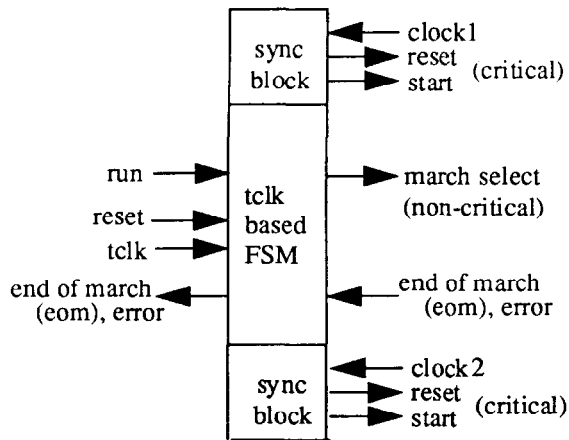 sync
block
clock1
reset
start
(critical)
run
reset
tclk
end of march
(eom), error
tclk
based
FSM
march select
(non-critical)
end of march
(eom), error
sync
block
clock2
reset
start
(critical)